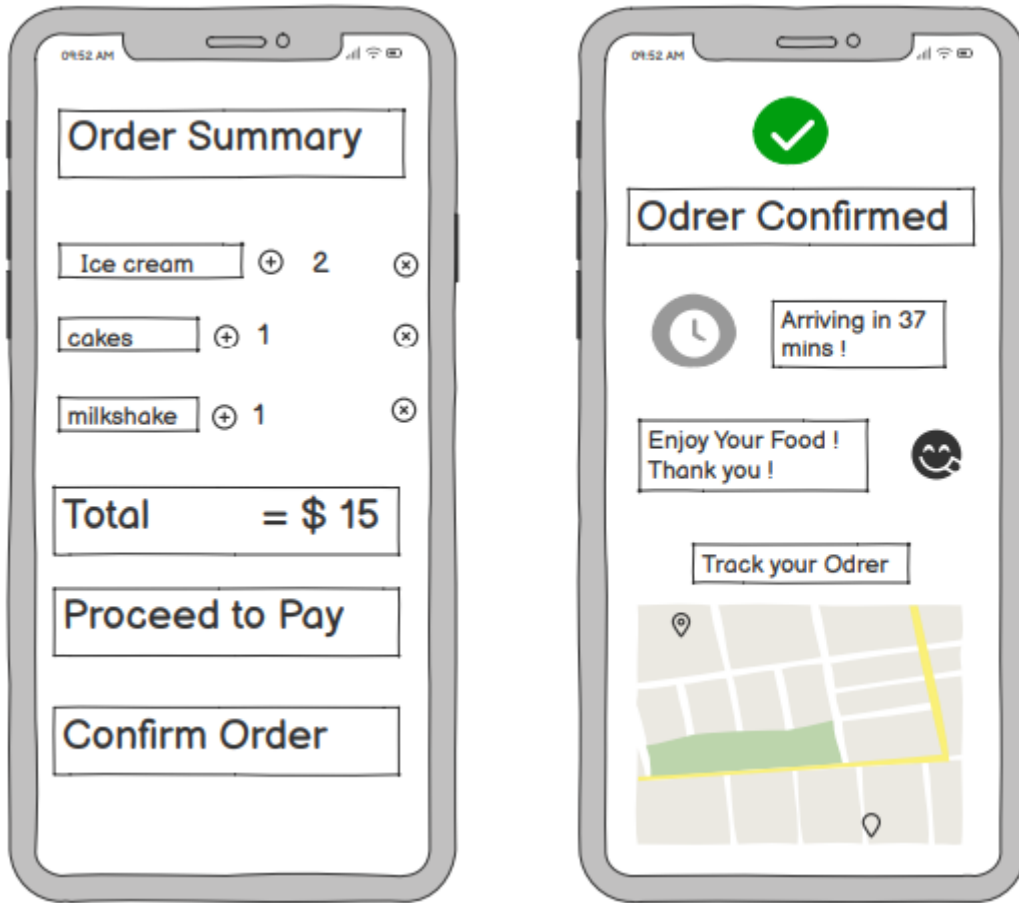 09:52 AM
Order Summary
Ice cream 2
cakes 1
milkshake 1
Total = $ 15
Proceed to Pay
Confirm Order
09:52 AM
Odrer Confirmed
Arriving in 37
mins !
Enjoy Your Food !
Thank you !
Track your Odrer